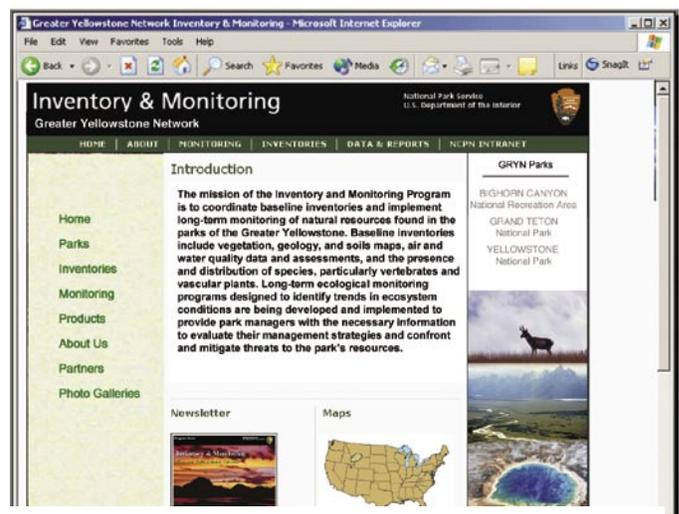 Greater Yellowstone Network Inventory & Monitoring - Microsoft Internet Explorer
File Edit View Favorites Tools Help
Back Search Favorites Media Links SnagIt
Inventory & Monitoring
Greater Yellowstone Network
National Park Service
U.S. Department of the Interior
HOME | ABOUT | MONITORING | INVENTORIES | DATA & REPORTS | NCPN INTRANET
Home
Parks
Inventories
Monitoring
Products
About Us
Partners
Photo Galleries
Introduction
The mission of the Inventory and Monitoring Program
is to coordinate baseline inventories and implement
long-term monitoring of natural resources found in the
parks of the Greater Yellowstone. Baseline inventories
include vegetation, geology, and soils maps, air and
water quality data and assessments, and the presence
and distribution of species, particularly vertebrates and
vascular plants. Long-term ecological monitoring
programs designed to identify trends in ecosystem
conditions are being developed and implemented to
provide park managers with the necessary information
to evaluate their management strategies and confront
and mitigate threats to the park's resources.
Newsletter
Inventory & Monitoring
Maps
GRYN Parks
BIGHORN CANYON
National Recreation Area
GRAND TETON
National Park
YELLOWSTONE
National Park